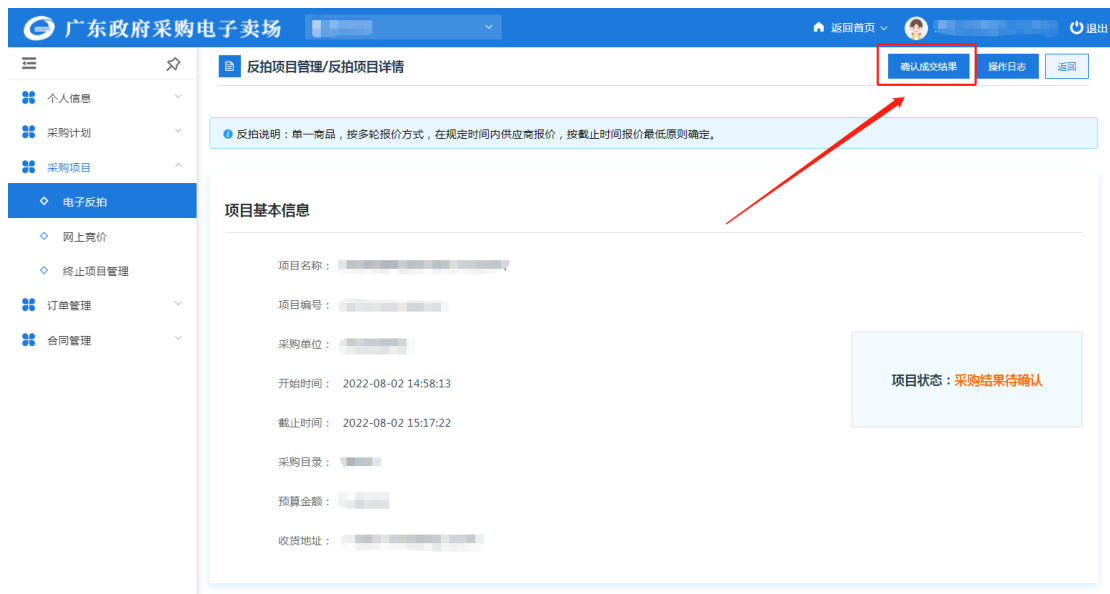 广东政府采购电子卖场
返回首页
退出
反拍项目管理/反拍项目详情
确认成交结果
操作日志
返回
个人信息
采购计划
采购项目
电子反拍
网上竞价
终止项目管理
订单管理
合同管理
反拍说明：单一商品，按多轮报价方式，在规定时间内供应商报价，按截止时间报价最低原则确定。
项目基本信息
项目名称：
项目编号：
采购单位：
开始时间： 2022-08-02 14:58:13
截止时间： 2022-08-02 15:17:22
采购目录：
预算金额：
收货地址：
项目状态：采购结果待确认